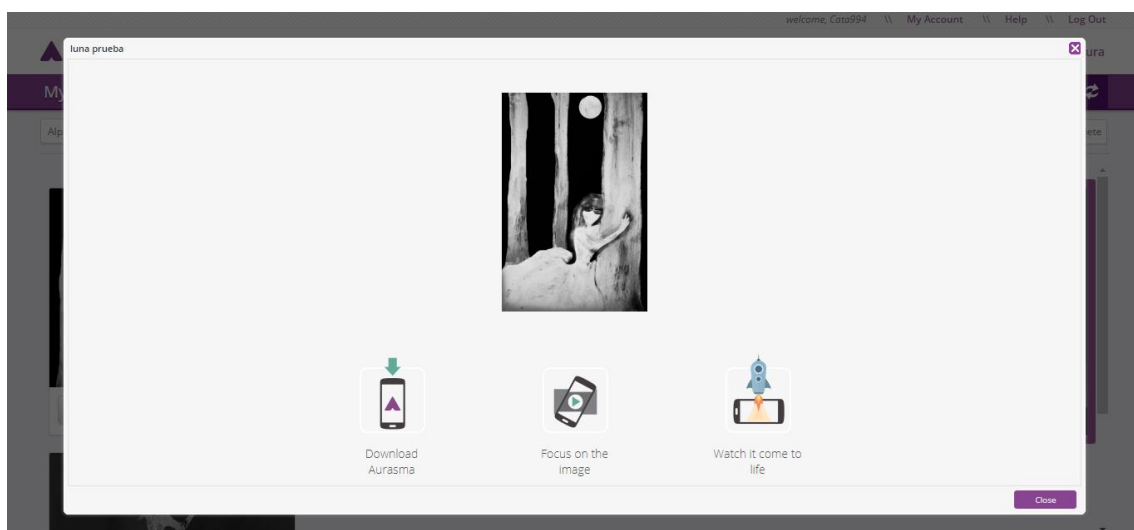 welcome, Cata994 \\ My Account \\ Help \\ Log Out
luna prueba
ura
My
Alp
ete
Download
Aurasma
Focus on the
image
Watch it come to
life
Close